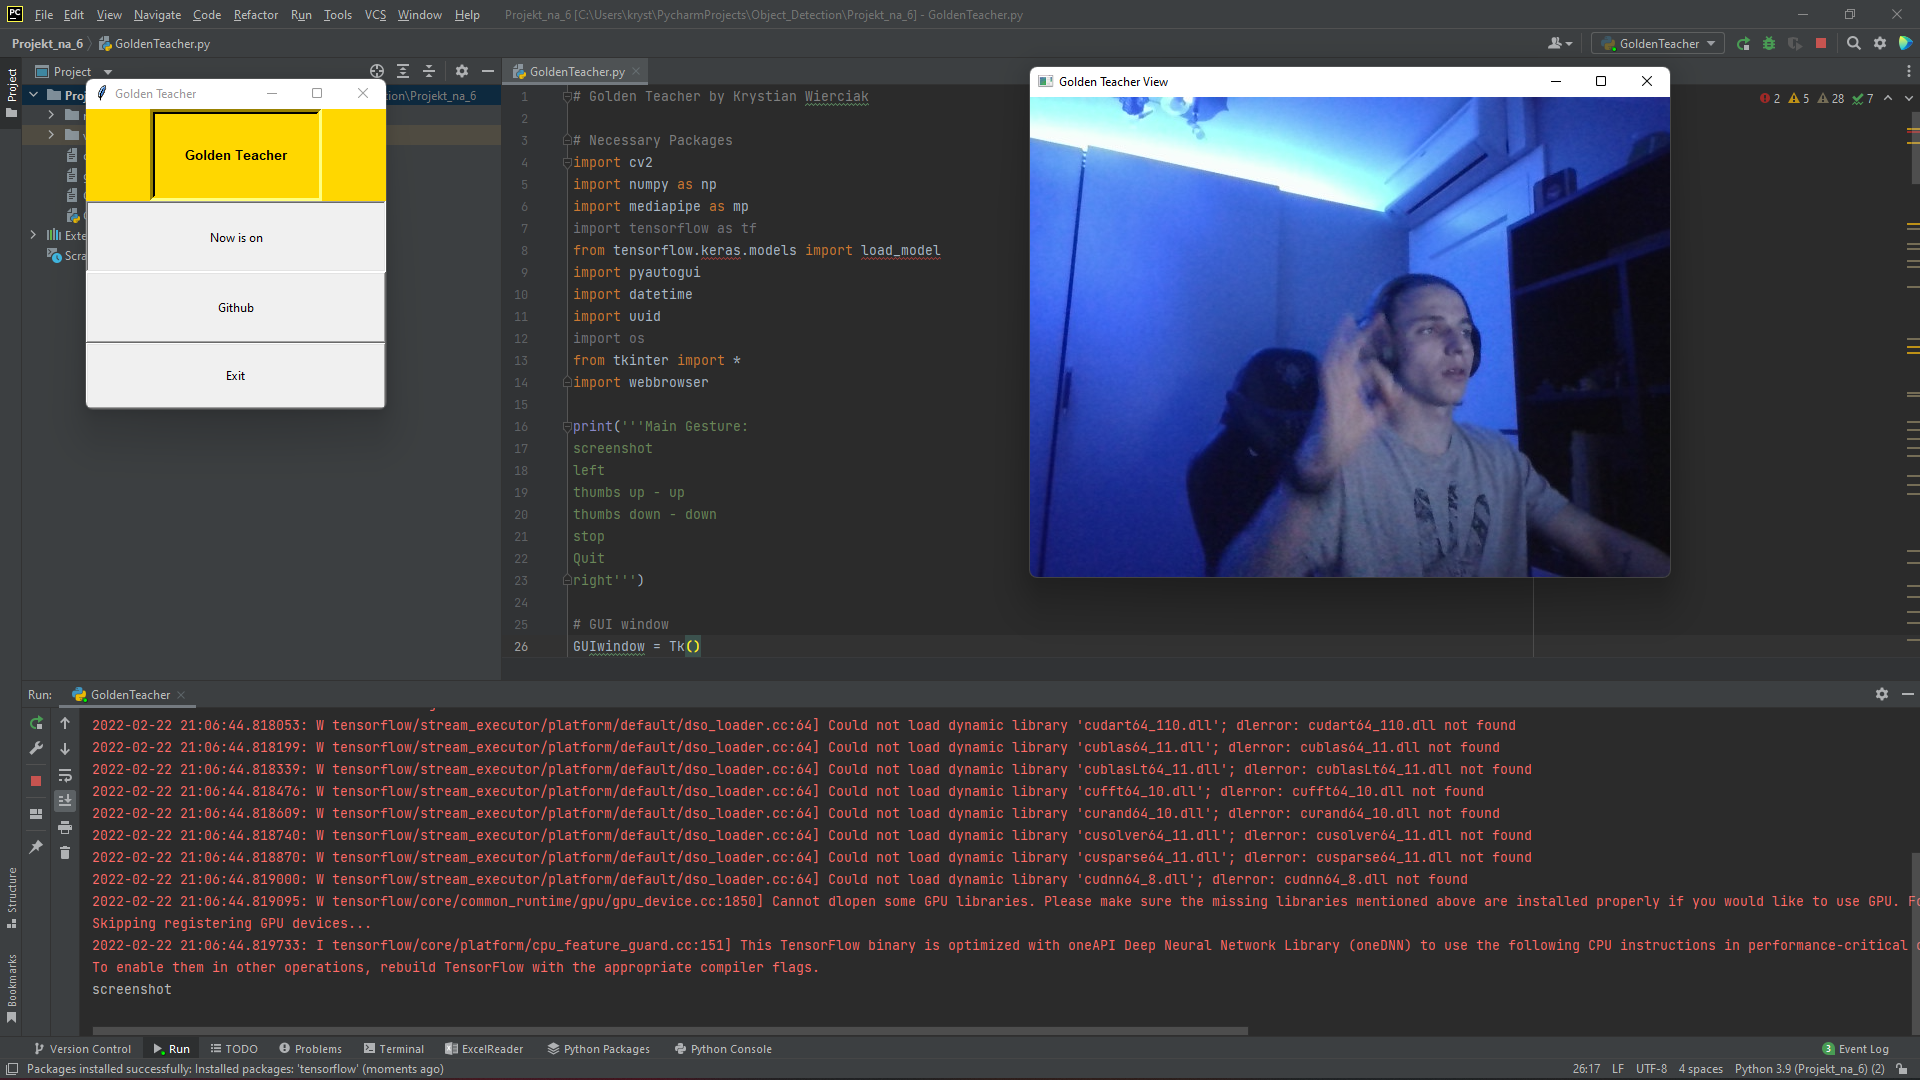 PC File Edit View Navigate Code Refactor Run Tools VCS Window Help Projekt_na_6 [C:\Users\kryst\PycharmProjects\Object_Detection\Projekt_na_6] - GoldenTeacher.py
Projekt_na_6 GoldenTeacher.py
GoldenTeacher
Project
Project
Proj
tion\Projekt_na_6
Exte
Scra
Golden Teacher
Golden Teacher
Now is on
Github
Exit
GoldenTeacher.py
2 5 28 7
1 # Golden Teacher by Krystian Wierciak
2
3 # Necessary Packages
4 import cv2
5 import numpy as np
6 import mediapipe as mp
7 import tensorflow as tf
8 from tensorflow.keras.models import load_model
9 import pyautogui
10 import datetime
11 import uuid
12 import os
13 from tkinter import *
14 import webbrowser
15
16 print('''Main Gesture:
17 screenshot
18 left
19 thumbs up - up
20 thumbs down - down
21 stop
22 Quit
23 right''')
24
25 # GUI window
26 GUIwindow = Tk()
Golden Teacher View
Run: GoldenTeacher
2022-02-22 21:06:44.818053: W tensorflow/stream_executor/platform/default/dso_loader.cc:64] Could not load dynamic library 'cudart64_110.dll'; dlerror: cudart64_110.dll not found
2022-02-22 21:06:44.818199: W tensorflow/stream_executor/platform/default/dso_loader.cc:64] Could not load dynamic library 'cublas64_11.dll'; dlerror: cublas64_11.dll not found
2022-02-22 21:06:44.818339: W tensorflow/stream_executor/platform/default/dso_loader.cc:64] Could not load dynamic library 'cublasLt64_11.dll'; dlerror: cublasLt64_11.dll not found
2022-02-22 21:06:44.818476: W tensorflow/stream_executor/platform/default/dso_loader.cc:64] Could not load dynamic library 'cufft64_10.dll'; dlerror: cufft64_10.dll not found
2022-02-22 21:06:44.818609: W tensorflow/stream_executor/platform/default/dso_loader.cc:64] Could not load dynamic library 'curand64_10.dll'; dlerror: curand64_10.dll not found
2022-02-22 21:06:44.818740: W tensorflow/stream_executor/platform/default/dso_loader.cc:64] Could not load dynamic library 'cusolver64_11.dll'; dlerror: cusolver64_11.dll not found
2022-02-22 21:06:44.818870: W tensorflow/stream_executor/platform/default/dso_loader.cc:64] Could not load dynamic library 'cusparse64_11.dll'; dlerror: cusparse64_11.dll not found
2022-02-22 21:06:44.819000: W tensorflow/stream_executor/platform/default/dso_loader.cc:64] Could not load dynamic library 'cudnn64_8.dll'; dlerror: cudnn64_8.dll not found
2022-02-22 21:06:44.819095: W tensorflow/core/common_runtime/gpu/gpu_device.cc:1850] Cannot dlopen some GPU libraries. Please make sure the missing libraries mentioned above are installed properly if you would like to use GPU. Fo
Skipping registering GPU devices...
2022-02-22 21:06:44.819733: I tensorflow/core/platform/cpu_feature_guard.cc:151] This TensorFlow binary is optimized with oneAPI Deep Neural Network Library (oneDNN) to use the following CPU instructions in performance-critical
To enable them in other operations, rebuild TensorFlow with the appropriate compiler flags.
screenshot
Structure
Bookmarks
Version Control Run TODO Problems Terminal ExcelReader Python Packages Python Console 3 Event Log
Packages installed successfully: Installed packages: 'tensorflow' (moments ago) 26:17 LF UTF-8 4 spaces Python 3.9 (Projekt_na_6) (2)